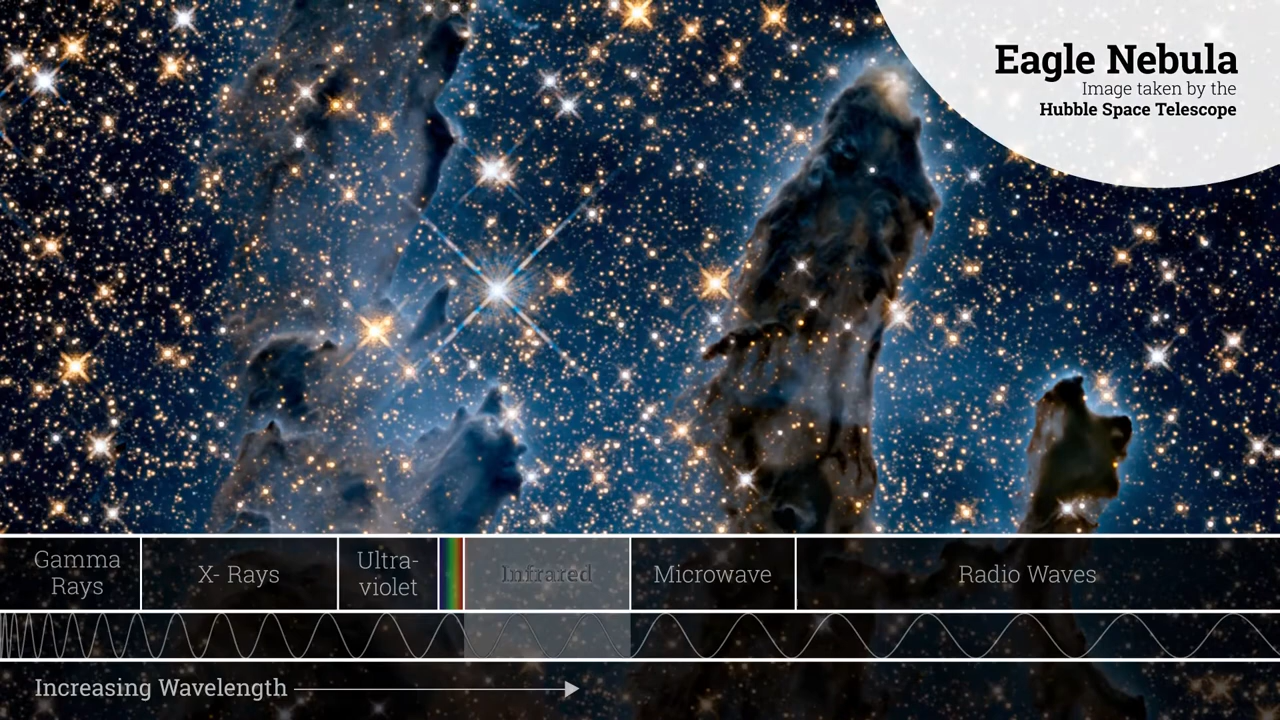 Eagle Nebula
Image taken by the
Hubble Space Telescope
Gamma
Rays
X- Rays
Ultra-
violet
Infrared
Microwave
Radio Waves
Increasing Wavelength